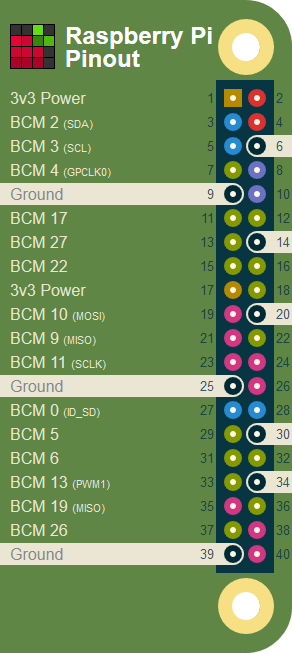 Raspberry Pi
Pinout
3v3 Power 1 2
BCM 2 (SDA) 3 4
BCM 3 (SCL) 5 6
BCM 4 (GPCLK0) 7 8
Ground 9 10
BCM 17 11 12
BCM 27 13 14
BCM 22 15 16
3v3 Power 17 18
BCM 10 (MOSI) 19 20
BCM 9 (MISO) 21 22
BCM 11 (SCLK) 23 24
Ground 25 26
BCM 0 (ID_SD) 27 28
BCM 5 29 30
BCM 6 31 32
BCM 13 (PWM1) 33 34
BCM 19 (MISO) 35 36
BCM 26 37 38
Ground 39 40